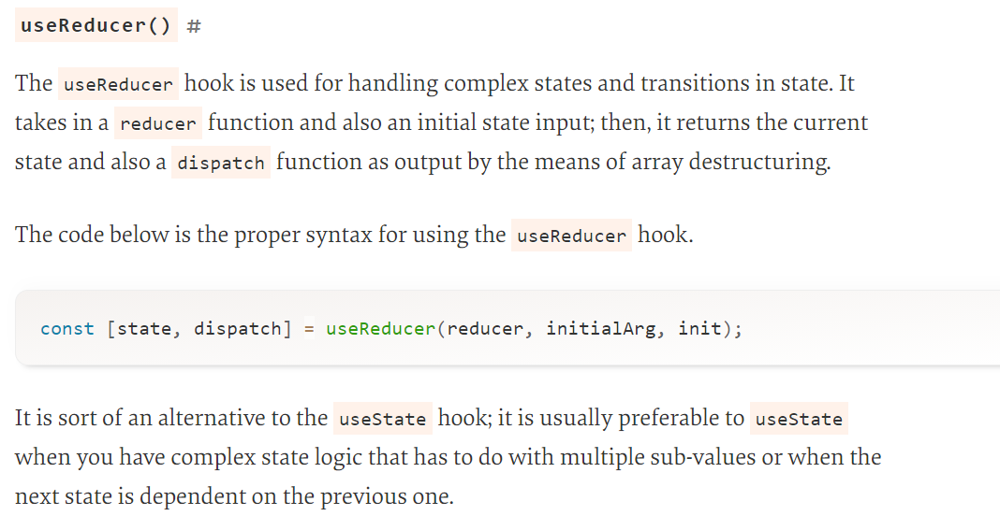 useReducer() #
The useReducer hook is used for handling complex states and transitions in state. It
takes in a reducer function and also an initial state input; then, it returns the current
state and also a dispatch function as output by the means of array destructuring.
The code below is the proper syntax for using the useReducer hook.
const [state, dispatch] = useReducer(reducer, initialArg, init);
It is sort of an alternative to the useState hook; it is usually preferable to useState
when you have complex state logic that has to do with multiple sub-values or when the
next state is dependent on the previous one.